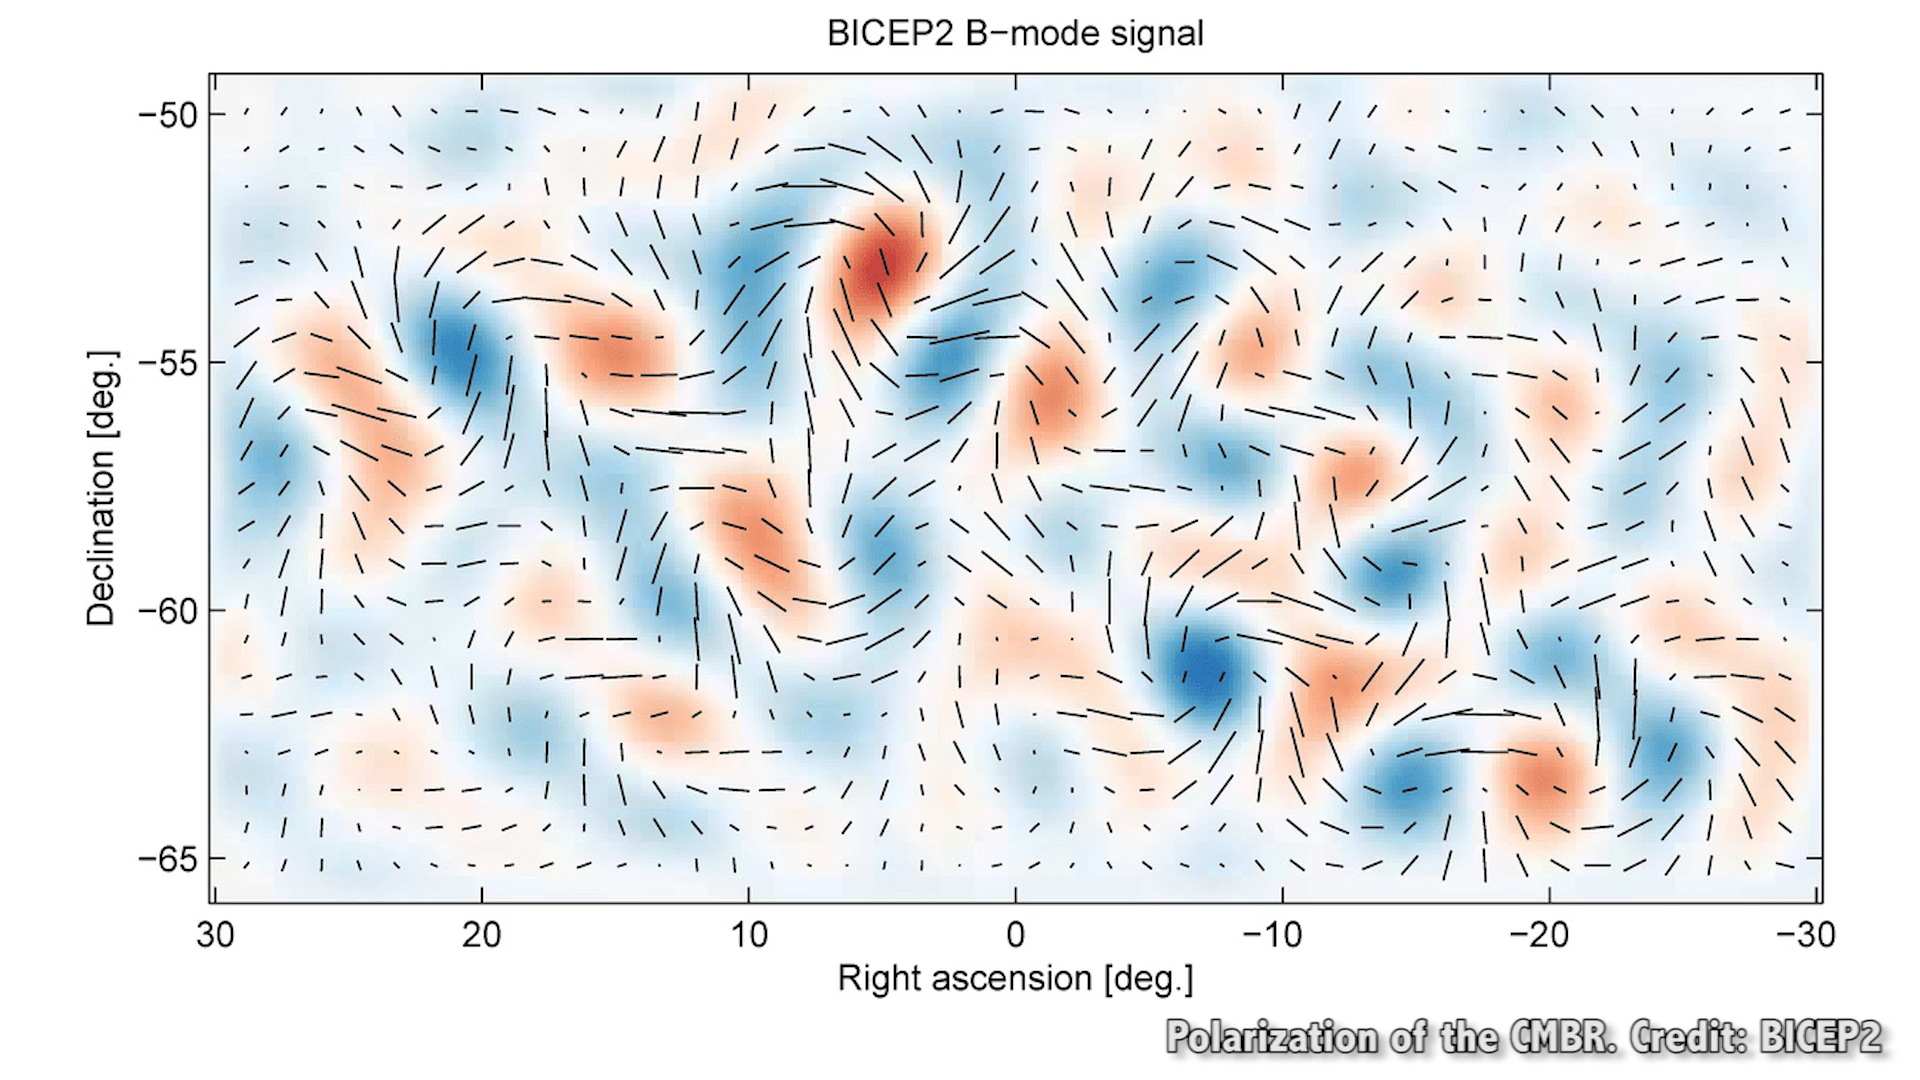 BICEP2 B−mode signal
−50
−55
−60
−65
Declination [deg.]
30 20 10 0 −10 −20 −30
Right ascension [deg.]
Polarization of the CMBR. Credit: BICEP2